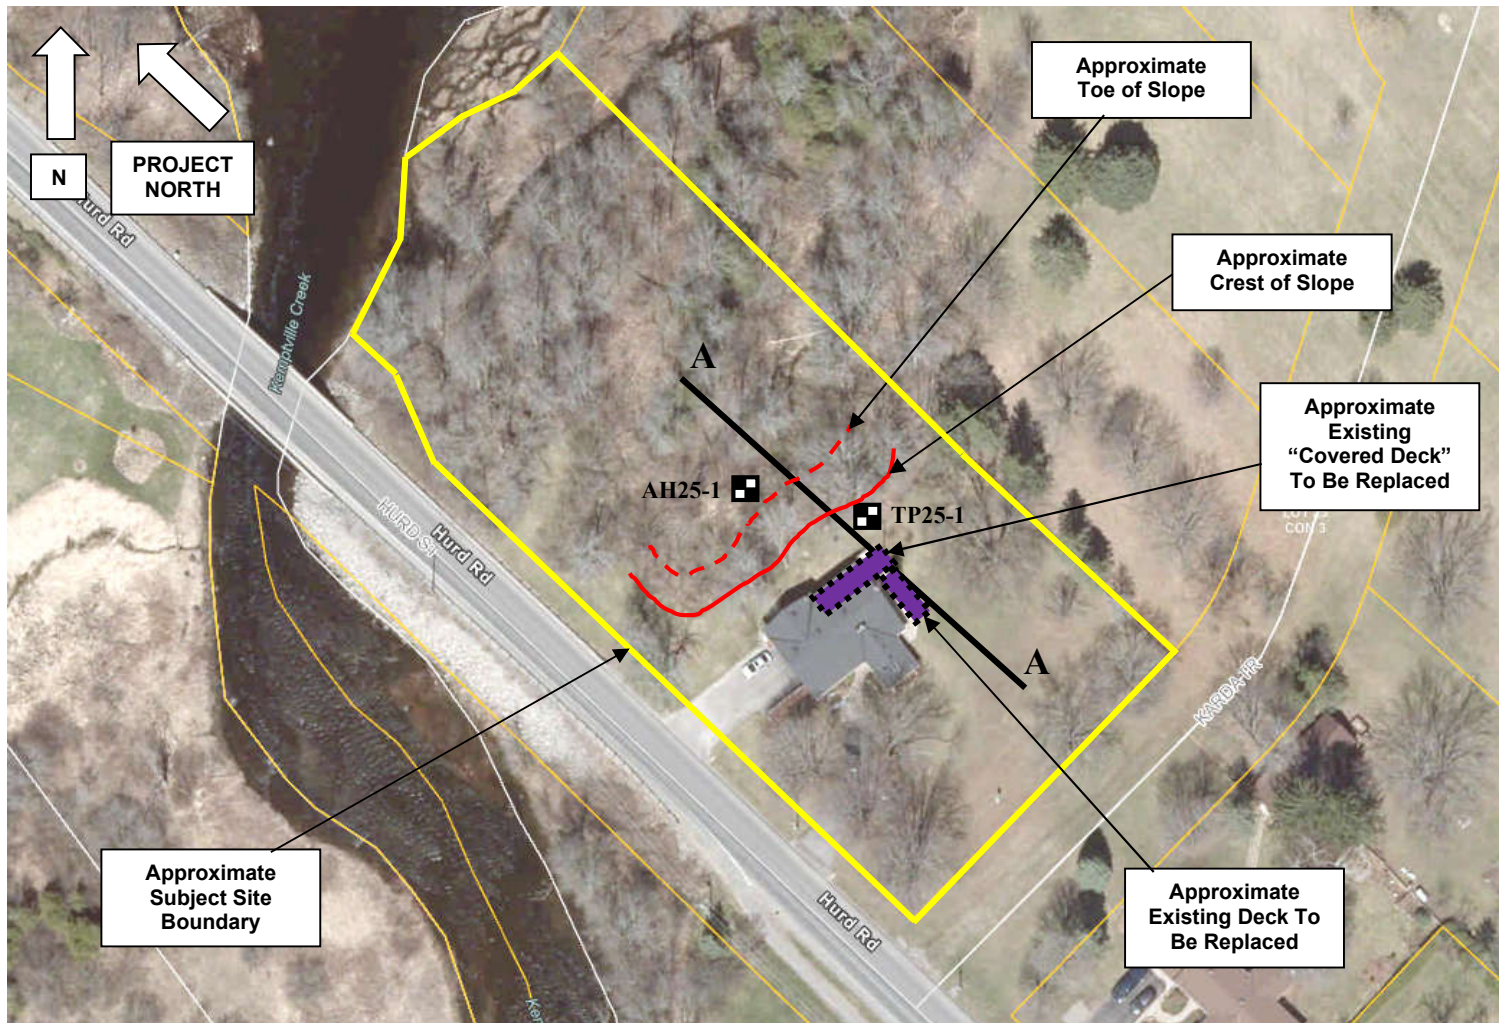 N
PROJECT
NORTH
Hurd Rd
Kemptville Creek
Approximate
Toe of Slope
Approximate
Crest of Slope
Approximate
Existing
“Covered Deck”
To Be Replaced
A
AH25-1
TP25-1
CON 3
HURD ST
Hurd Rd
A
KARDA TR
Approximate
Subject Site
Boundary
Approximate
Existing Deck To
Be Replaced
Hurd Rd